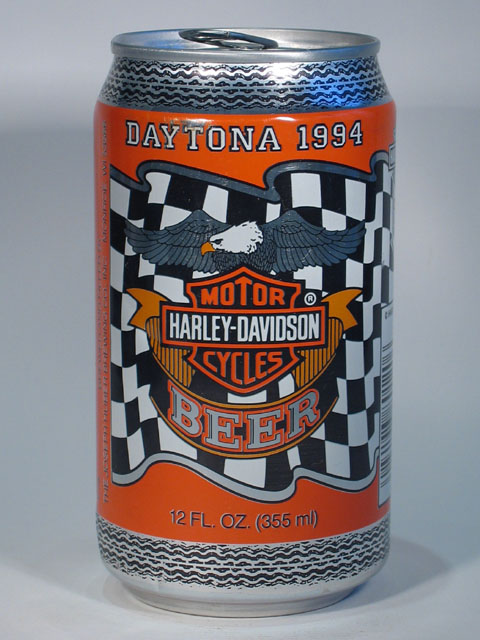 DAYTONA 1994
MOTOR ®
HARLEY-DAVIDSON
CYCLES
BEER
12 FL. OZ. (355 ml)